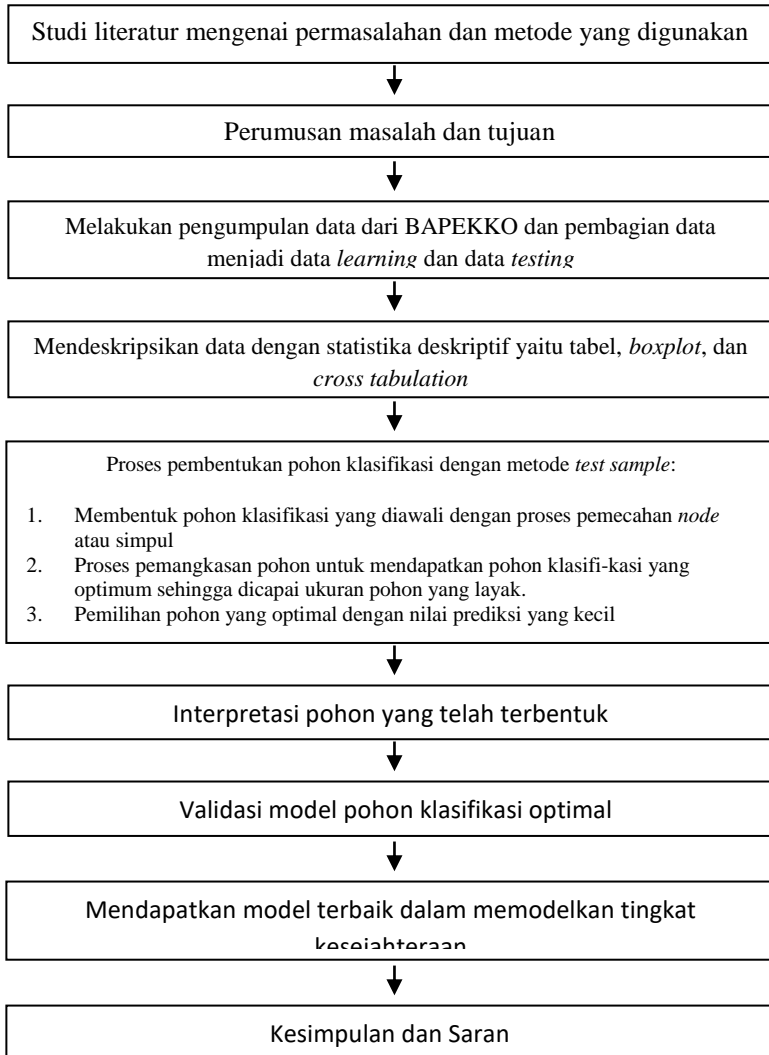 Studi literatur mengenai permasalahan dan metode yang digunakan
Perumusan masalah dan tujuan
Melakukan pengumpulan data dari BAPEKKO dan pembagian data
menjadi data learning dan data testing
Mendeskripsikan data dengan statistika deskriptif yaitu tabel, boxplot, dan
cross tabulation
Proses pembentukan pohon klasifikasi dengan metode test sample:
1. Membentuk pohon klasifikasi yang diawali dengan proses pemecahan node
atau simpul
2. Proses pemangkasan pohon untuk mendapatkan pohon klasifi-kasi yang
optimum sehingga dicapai ukuran pohon yang layak.
3. Pemilihan pohon yang optimal dengan nilai prediksi yang kecil
Interpretasi pohon yang telah terbentuk
Validasi model pohon klasifikasi optimal
Mendapatkan model terbaik dalam memodelkan tingkat
kesejahteraan
Kesimpulan dan Saran